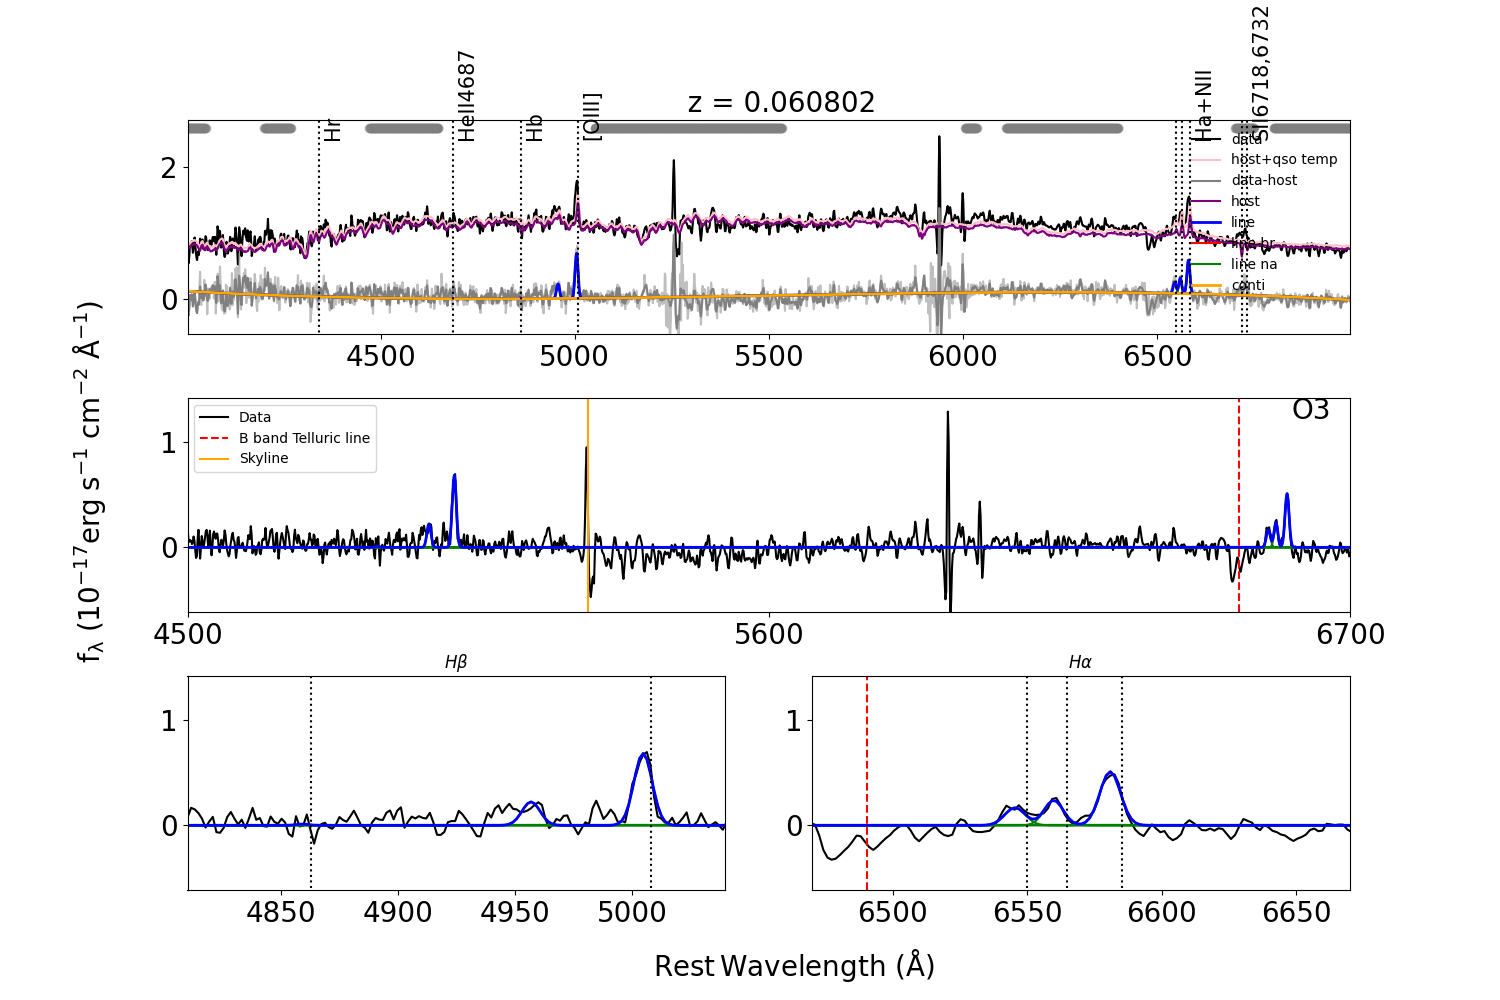 z = 0.060802
Hr
HeII4687
Hb
[OIII]
Ha+NII
SII6718,6732
data
host+qso temp
data-host
host
line
line br
line na
conti
2
0
4500 5000 5500 6000 6500
fλ (10⁻¹⁷erg s⁻¹ cm⁻² Å⁻¹)
O3
Data
B band Telluric line
Skyline
1
0
4500 5600 6700
Hβ
1
0
4850 4900 4950 5000
Hα
1
0
6500 6550 6600 6650
Rest Wavelength (Å)